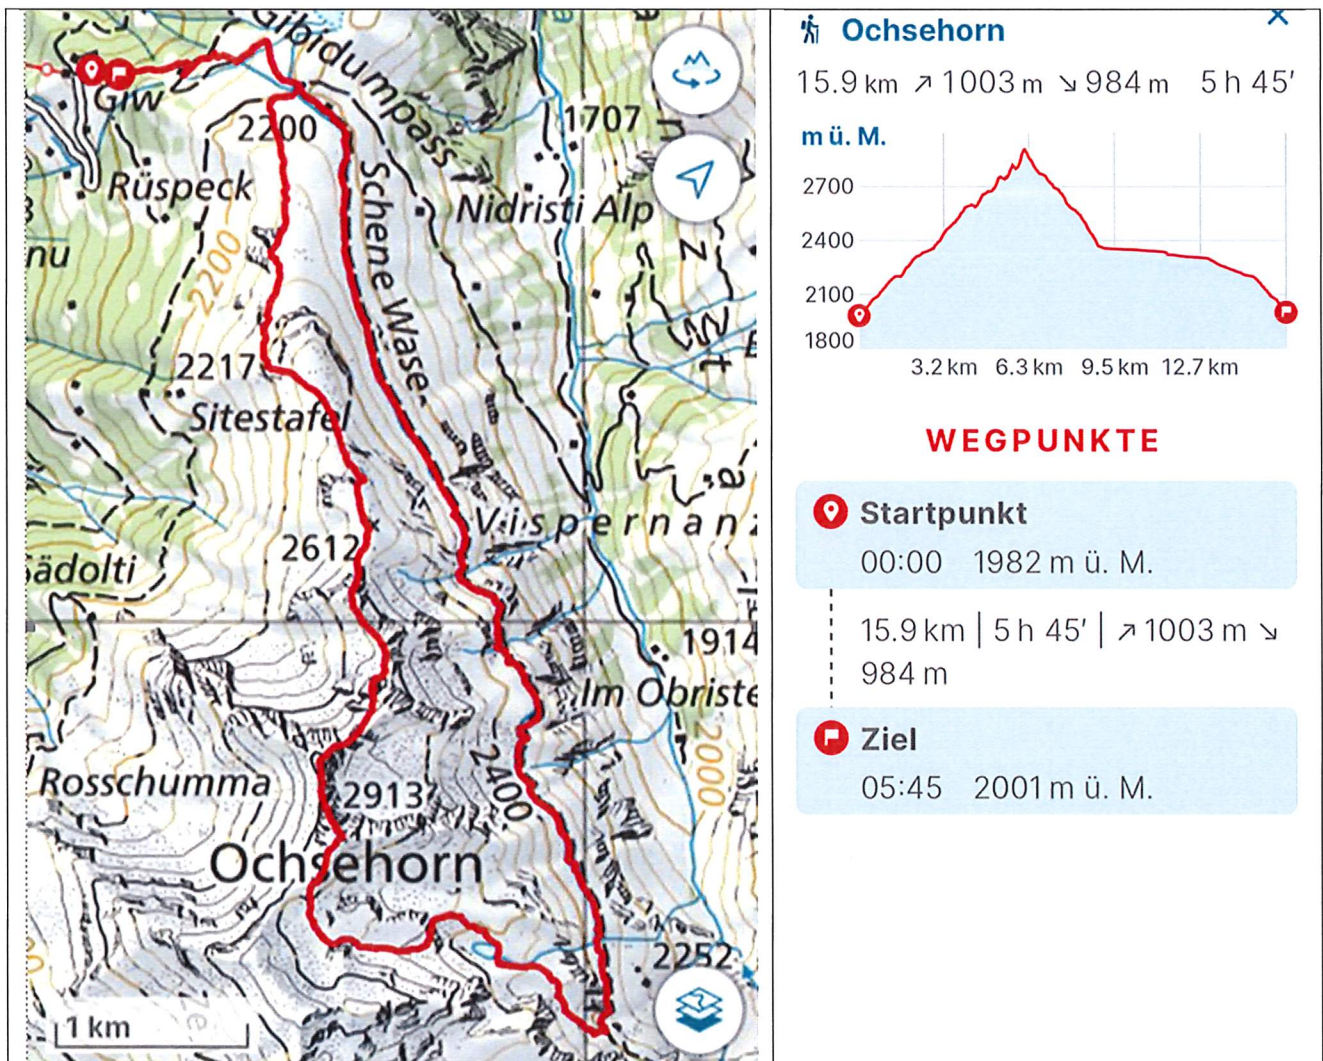 Gibidumpass
Giw
2200
1707
n
Rüspeck
Nidristi Alp
nu
Schene Wase
z
2200
2217
st
Sitestafel
a
Vispernanz
2612
ädolti
1914
Im Obriste
2400
2000
Rosschumma
2913
Ochsehorn
2252
1 km
Ochsehorn
15.9 km ↗ 1003 m ↘ 984 m 5 h 45′
m ü. M.
2700
2400
2100
1800
3.2 km 6.3 km 9.5 km 12.7 km
WEGPUNKTE
Startpunkt
00:00 1982 m ü. M.
15.9 km | 5 h 45′ | ↗ 1003 m ↘
984 m
Ziel
05:45 2001 m ü. M.